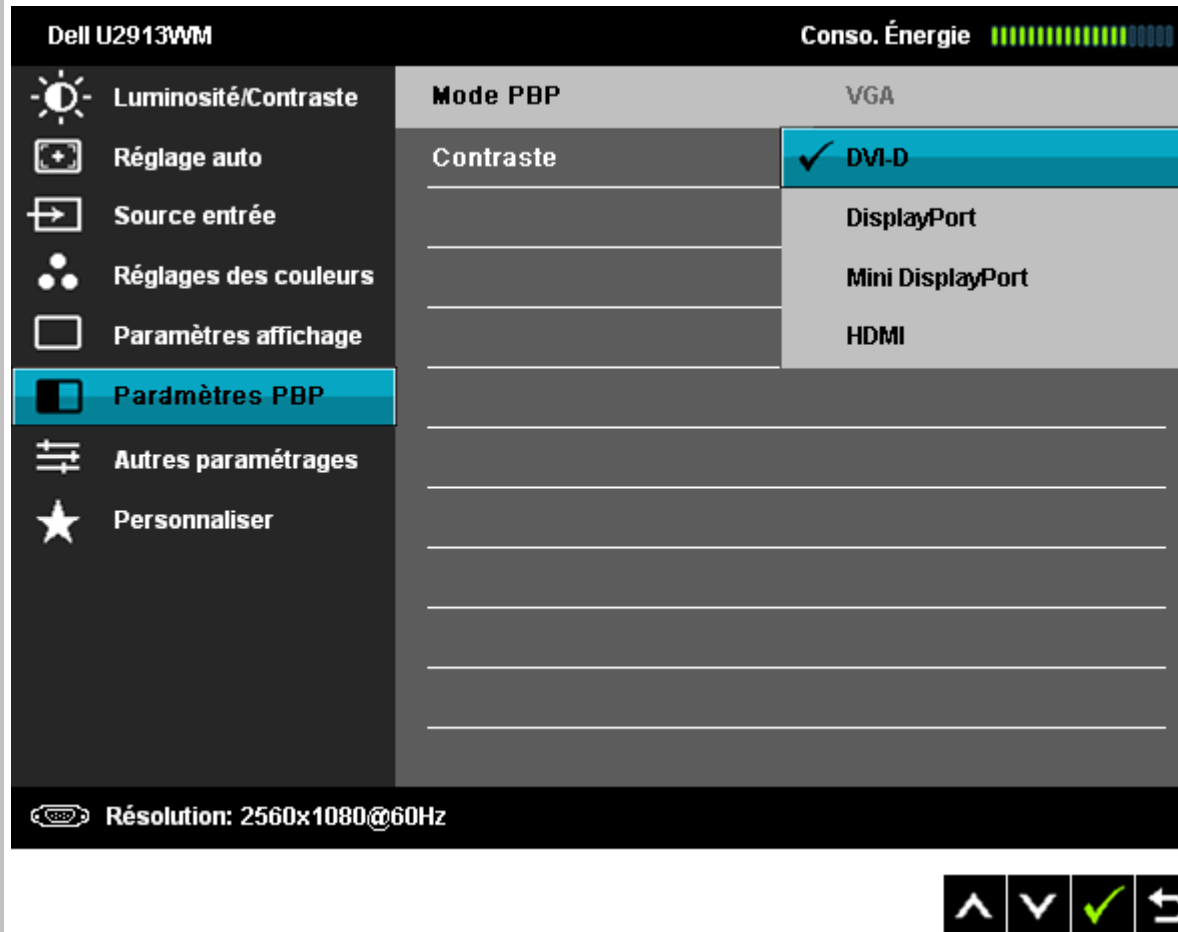 Dell U2913WM Conso. Énergie
Luminosité/Contraste Mode PBP VGA
Réglage auto Contraste DVI-D
Source entrée DisplayPort
Réglages des couleurs Mini DisplayPort
Paramètres affichage HDMI
Paramètres PBP
Autres paramétrages
Personnaliser
Résolution: 2560x1080@60Hz